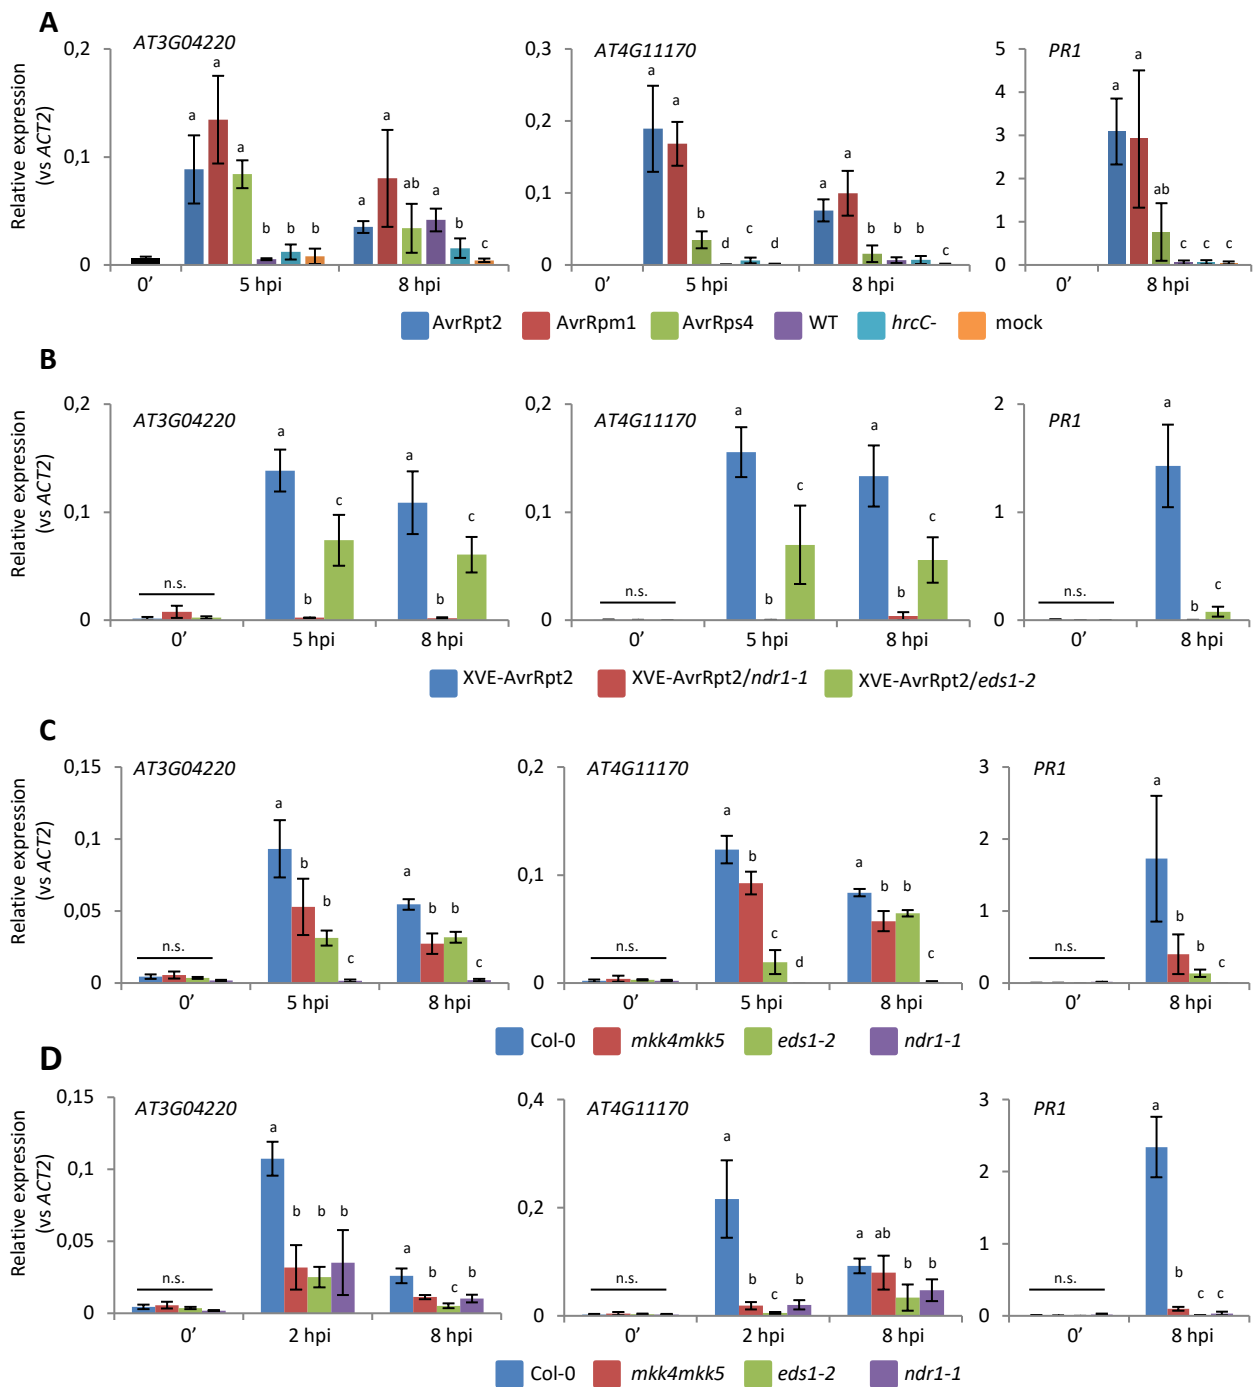 A
AT3G04220
AT4G11170
PR1
Relative expression
(vs ACT2)
0,2
0,1
0
a
a
a
b
b
b
a
a
ab
a
b
c
0'
5 hpi
8 hpi
0,3
0,2
0,1
0
a
a
b
d
c
d
a
a
b
b
b
c
0'
5 hpi
8 hpi
5
4
3
2
1
0
a
a
ab
c
c
c
0'
8 hpi
AvrRpt2
AvrRpm1
AvrRps4
WT
hrcC-
mock
B
AT3G04220
AT4G11170
PR1
Relative expression
(vs ACT2)
0,2
0,1
0
n.s.
a
b
c
a
b
c
0'
5 hpi
8 hpi
0,2
0,1
0
n.s.
a
b
c
a
b
c
0'
5 hpi
8 hpi
2
1
0
n.s.
a
b
c
0'
8 hpi
XVE-AvrRpt2
XVE-AvrRpt2/ndr1-1
XVE-AvrRpt2/eds1-2
C
AT3G04220
AT4G11170
PR1
Relative expression
(vs ACT2)
0,15
0,1
0,05
0
n.s.
a
b
b
c
a
b
b
c
0'
5 hpi
8 hpi
0,2
0,1
0
n.s.
a
b
c
d
a
b
b
c
0'
5 hpi
8 hpi
3
2
1
0
n.s.
a
b
b
c
0'
8 hpi
Col-0
mkk4mkk5
eds1-2
ndr1-1
D
AT3G04220
AT4G11170
PR1
Relative expression
(vs ACT2)
0,15
0,1
0,05
0
n.s.
a
b
b
b
a
b
c
b
0'
2 hpi
8 hpi
0,4
0,2
0
n.s.
a
b
c
b
a
ab
b
b
0'
2 hpi
8 hpi
3
2
1
0
n.s.
a
b
c
c
0'
8 hpi
Col-0
mkk4mkk5
eds1-2
ndr1-1